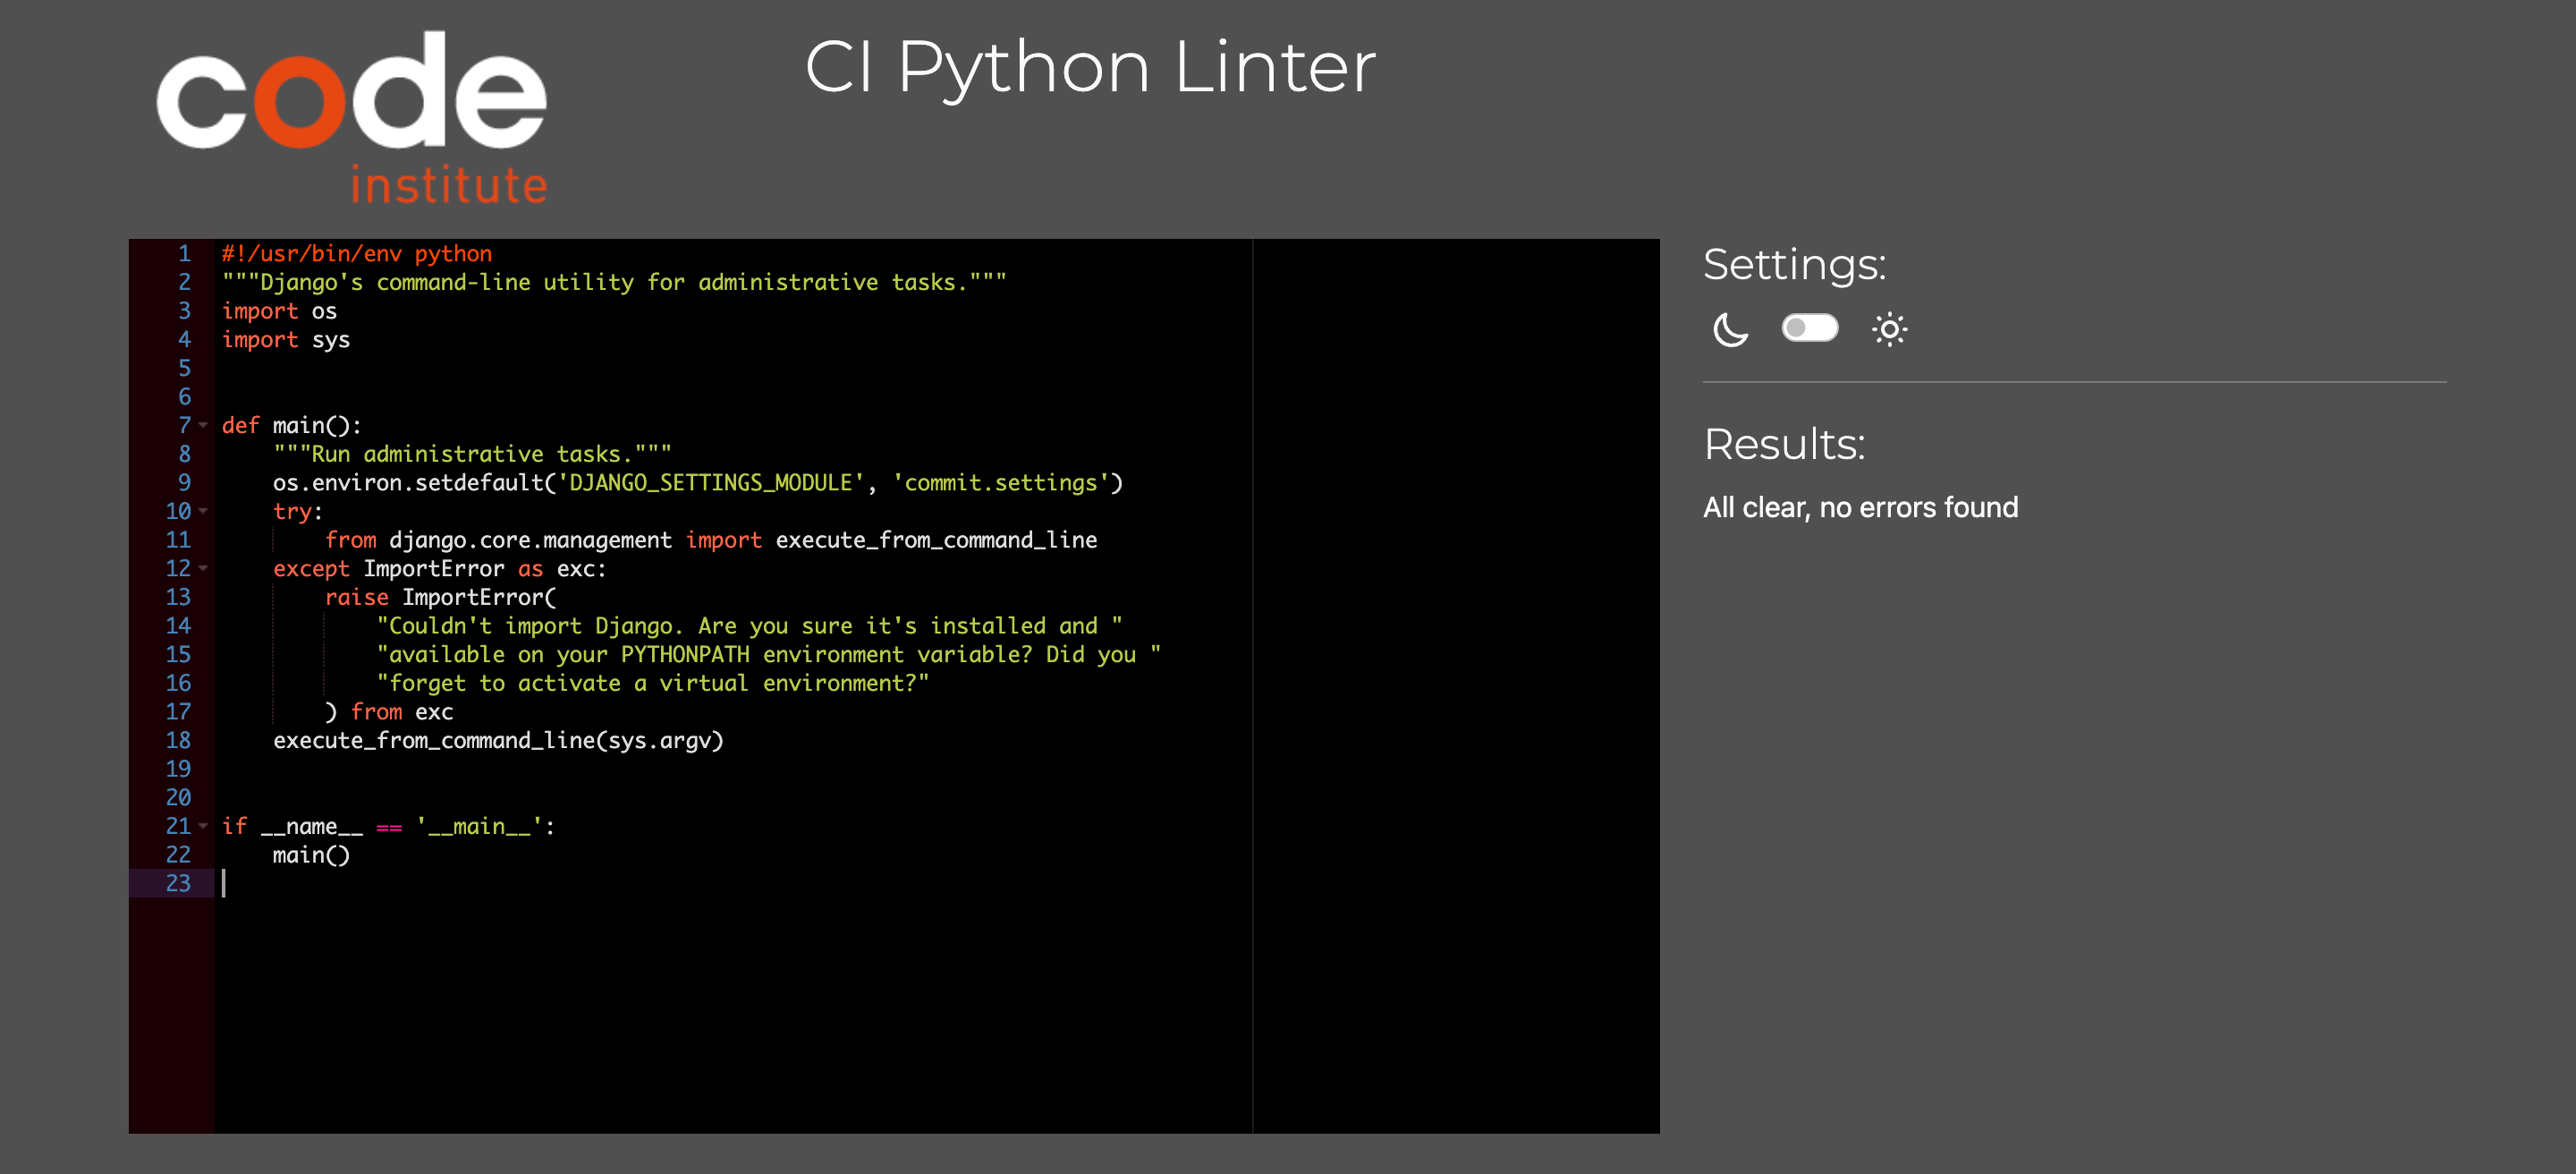 code
institute
CI Python Linter
1 #!/usr/bin/env python
2 """Django's command-line utility for administrative tasks."""
3 import os
4 import sys
5
6
7 def main():
8     """Run administrative tasks."""
9     os.environ.setdefault('DJANGO_SETTINGS_MODULE', 'commit.settings')
10     try:
11         from django.core.management import execute_from_command_line
12     except ImportError as exc:
13         raise ImportError(
14             "Couldn't import Django. Are you sure it's installed and "
15             "available on your PYTHONPATH environment variable? Did you "
16             "forget to activate a virtual environment?"
17         ) from exc
18     execute_from_command_line(sys.argv)
19
20
21 if __name__ == '__main__':
22     main()
23
Settings:
Results:
All clear, no errors found